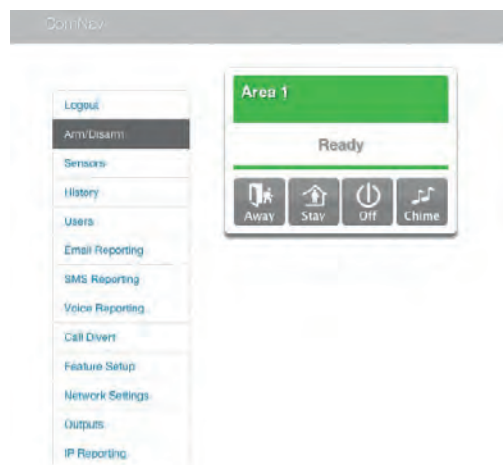 ComNav
Logout
Arm/Disarm
Sensors
History
Users
Email Reporting
SMS Reporting
Voice Reporting
Call Divert
Feature Setup
Network Settings
Outputs
IP Reporting
Area 1
Ready
Away
Stay
Off
Chime